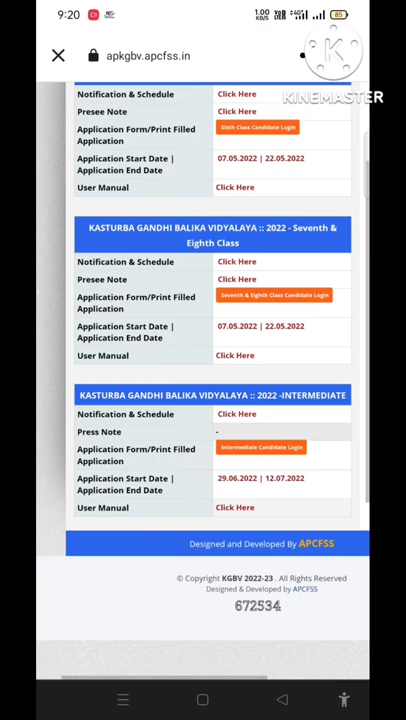 9:20
1.00 KB/S
4G
85
apkgbv.apcfss.in
K
KINEMASTER
Notification & Schedule Click Here
Presee Note Click Here
Application Form/Print Filled Sixth Class Candidate Login
Application
Application Start Date | 07.05.2022 | 22.05.2022
Application End Date
User Manual Click Here
KASTURBA GANDHI BALIKA VIDYALAYA :: 2022 - Seventh &
Eighth Class
Notification & Schedule Click Here
Presee Note Click Here
Application Form/Print Filled Seventh & Eighth Class Candidate Login
Application
Application Start Date | 07.05.2022 | 22.05.2022
Application End Date
User Manual Click Here
KASTURBA GANDHI BALIKA VIDYALAYA :: 2022 -INTERMEDIATE
Notification & Schedule Click Here
Press Note -
Application Form/Print Filled Intermediate Candidate Login
Application
Application Start Date | 29.06.2022 | 12.07.2022
Application End Date
User Manual Click Here
Designed and Developed By APCFSS
© Copyright KGBV 2022-23 . All Rights Reserved
Designed & Developed by APCFSS
672534